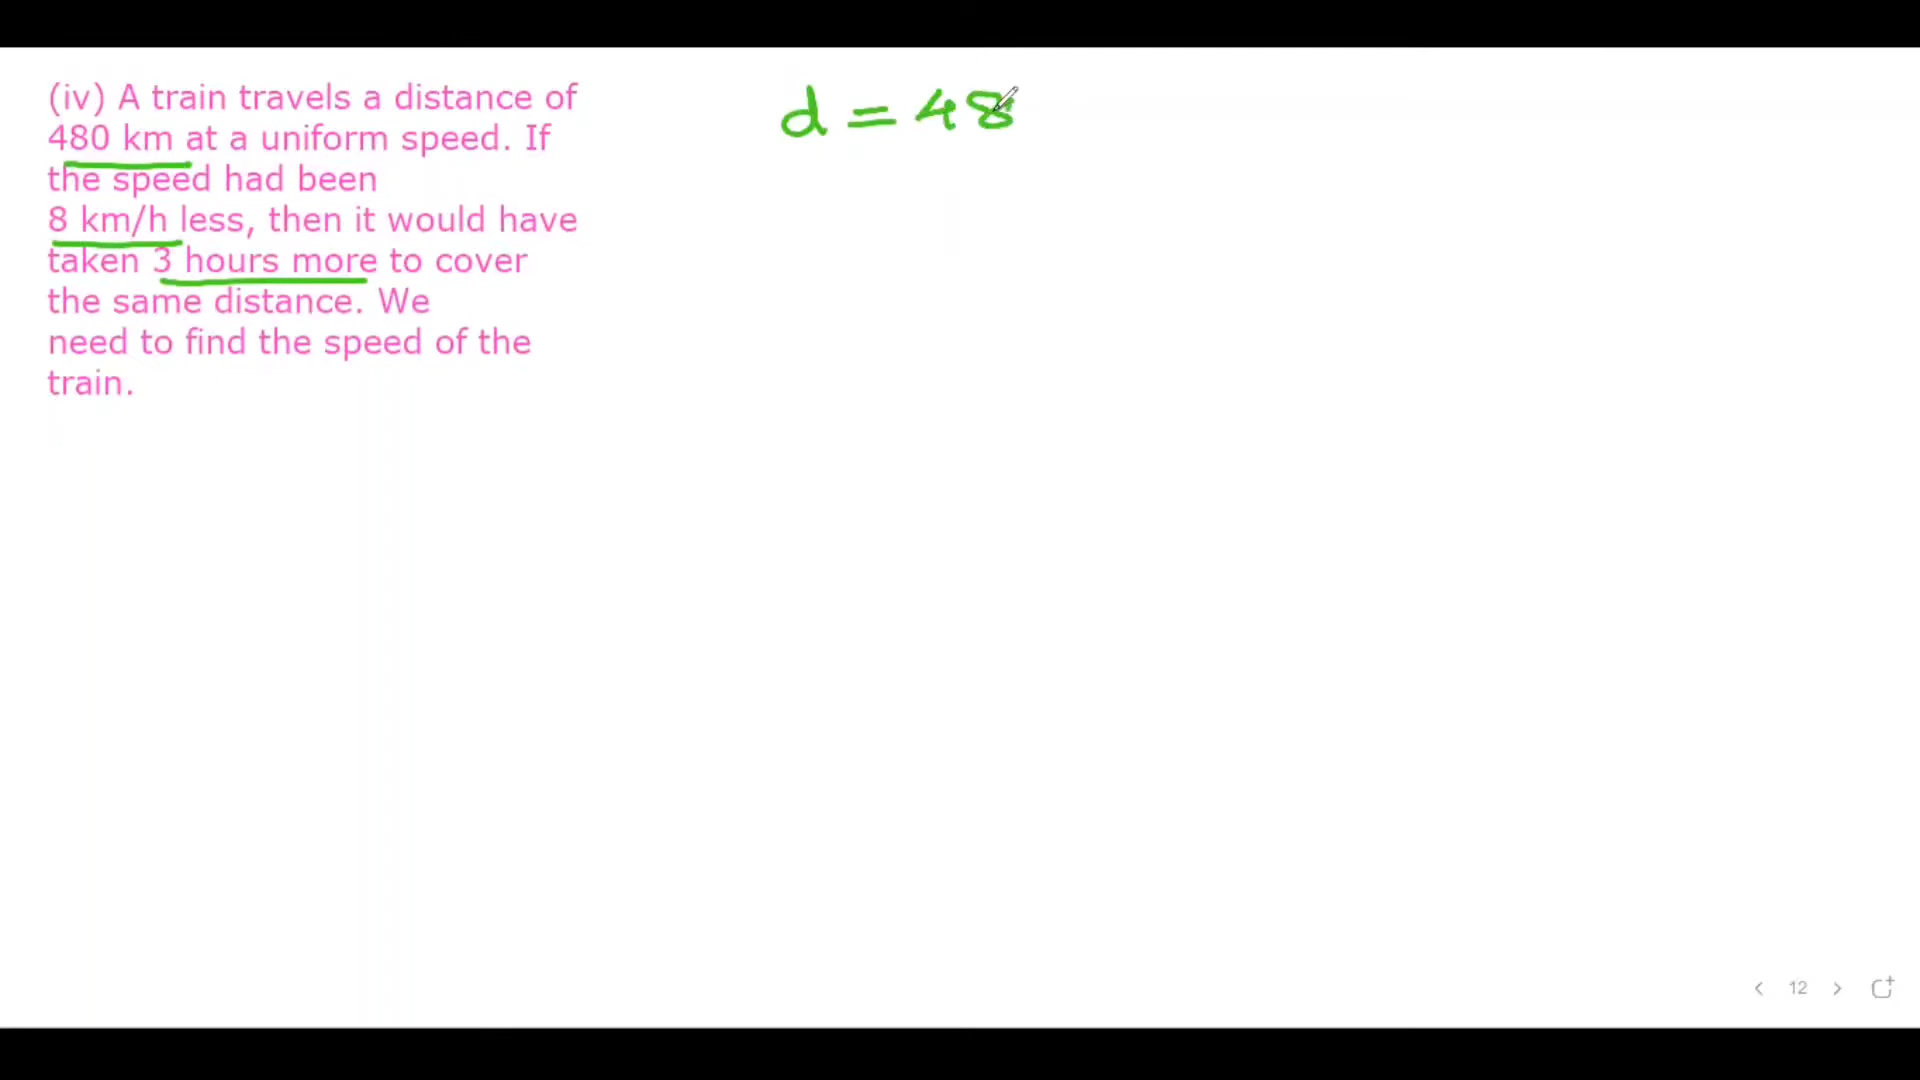 (iv) A train travels a distance of
480 km at a uniform speed. If
the speed had been
8 km/h less, then it would have
taken 3 hours more to cover
the same distance. We
need to find the speed of the
train.
d = 48
12